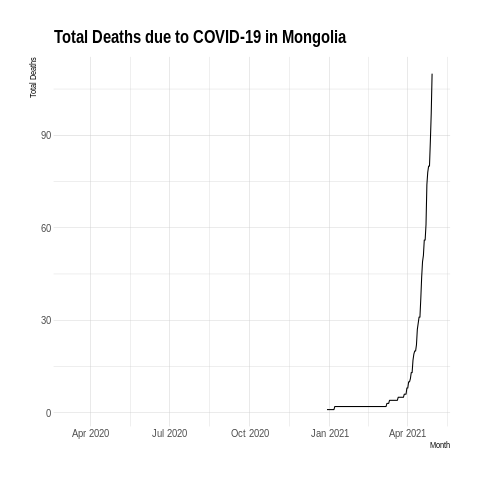 Total Deaths due to COVID-19 in Mongolia
Total Deaths
90
60
30
0
Apr 2020 Jul 2020 Oct 2020 Jan 2021 Apr 2021
Month